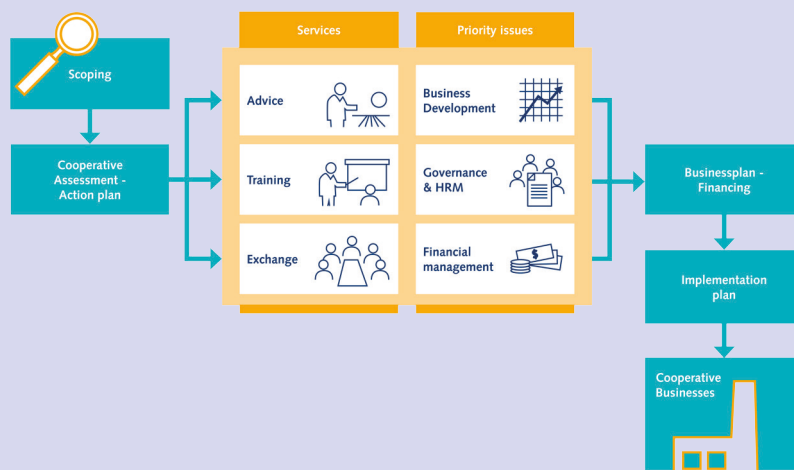 Scoping
Cooperative
Assessment -
Action plan
Services
Advice
Training
Exchange
Priority issues
Business
Development
Governance
& HRM
Financial
management
$
Businessplan -
Financing
Implementation
plan
Cooperative
Businesses